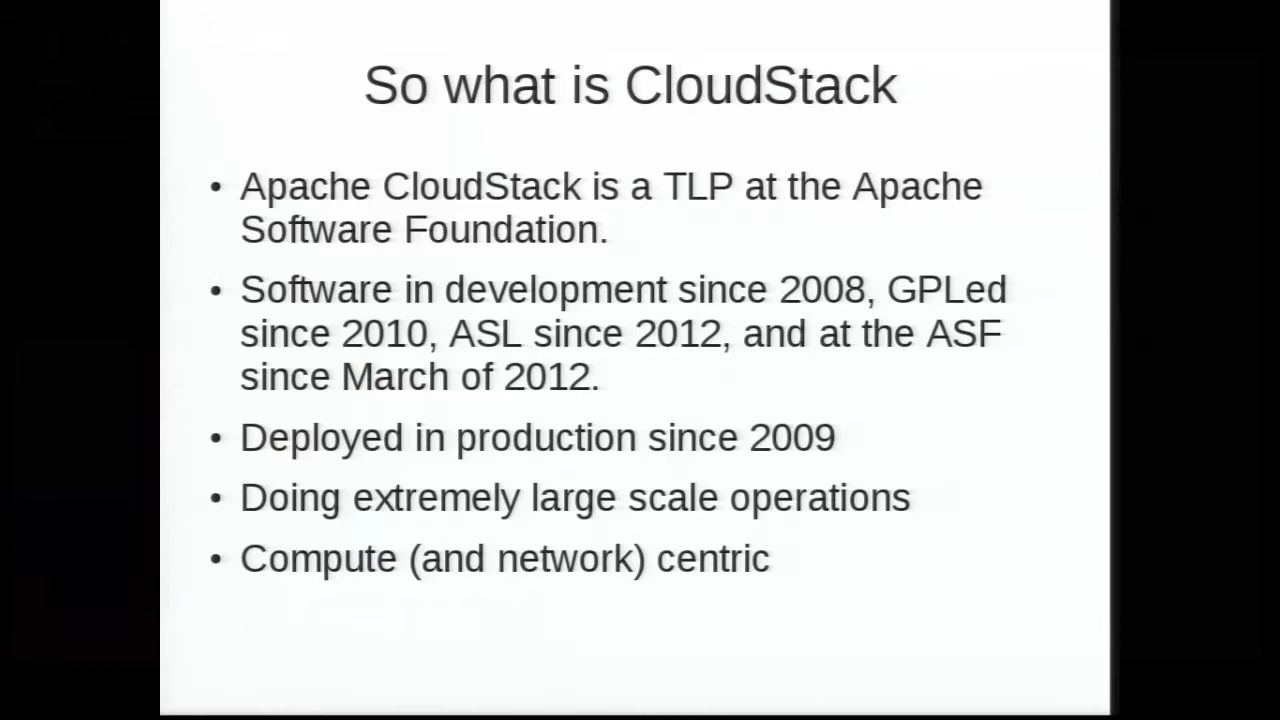 So what is CloudStack
• Apache CloudStack is a TLP at the Apache
Software Foundation.
• Software in development since 2008, GPLed
since 2010, ASL since 2012, and at the ASF
since March of 2012.
• Deployed in production since 2009
• Doing extremely large scale operations
• Compute (and network) centric